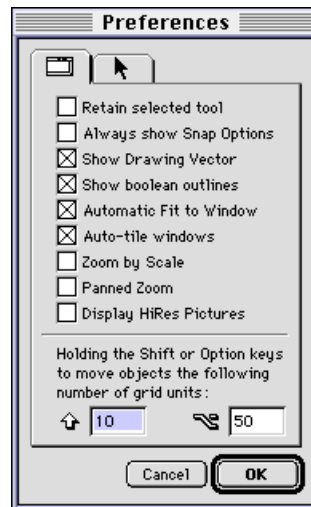 Preferences
Retain selected tool
Always show Snap Options
Show Drawing Vector
Show boolean outlines
Automatic Fit to Window
Auto-tile windows
Zoom by Scale
Panned Zoom
Display HiRes Pictures
Holding the Shift or Option keys
to move objects the following
number of grid units:
10 50
Cancel OK